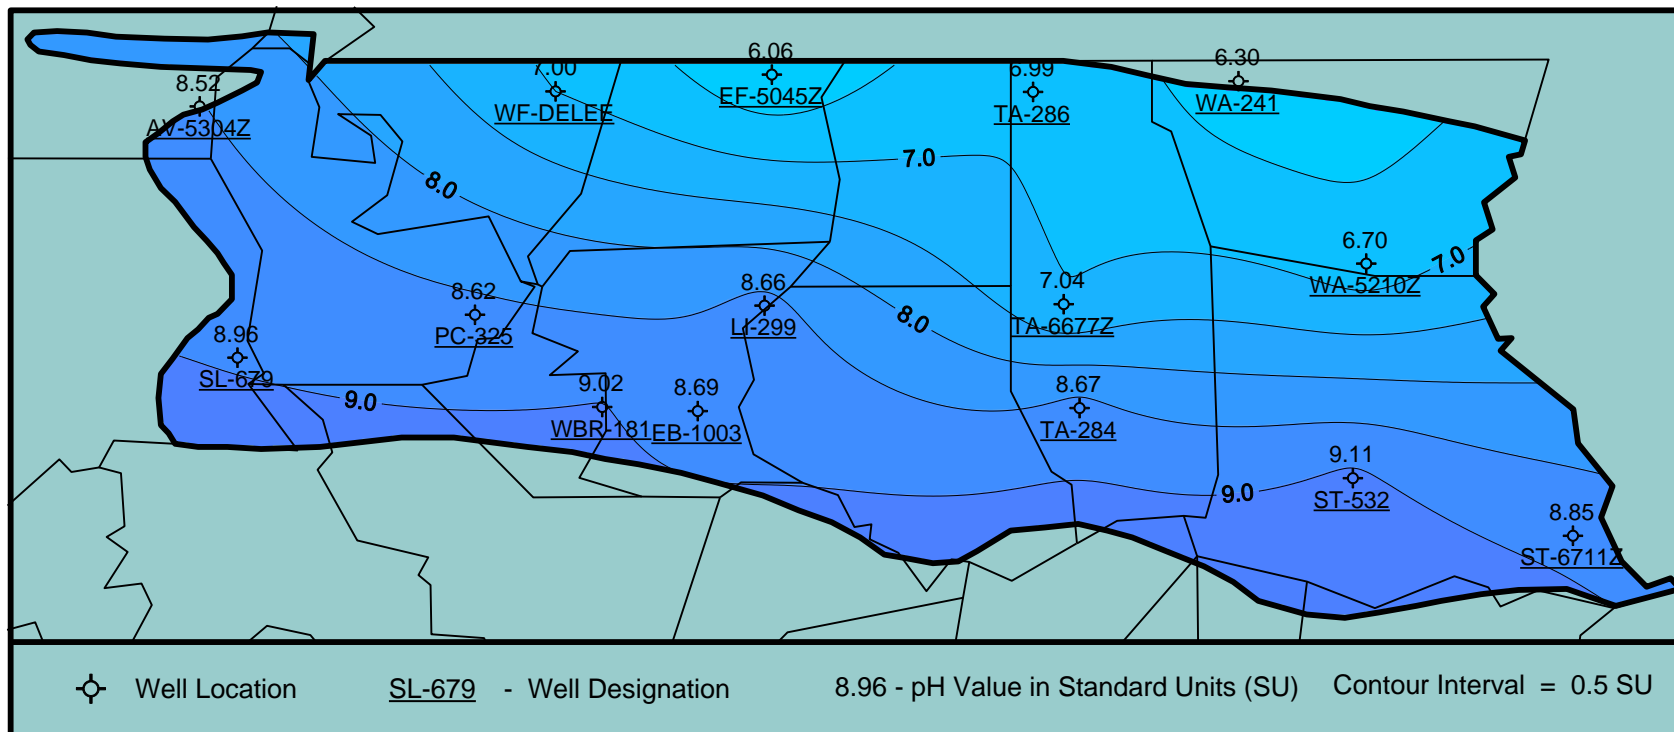 6.06
6.30
7.00
6.99
8.52
EF-5045Z
WA-241
WF-DELEE
TA-286
AV-5304Z
7.0
8.0
6.70
7.0
WA-5210Z
8.66
7.04
8.62
LI-299
8.0
TA-6677Z
PC-325
8.96
SL-679
9.02
8.69
8.67
9.0
WBR-181
EB-1003
TA-284
9.11
9.0
ST-532
8.85
ST-6711Z
Well Location
SL-679 - Well Designation
8.96 - pH Value in Standard Units (SU)
Contour Interval = 0.5 SU